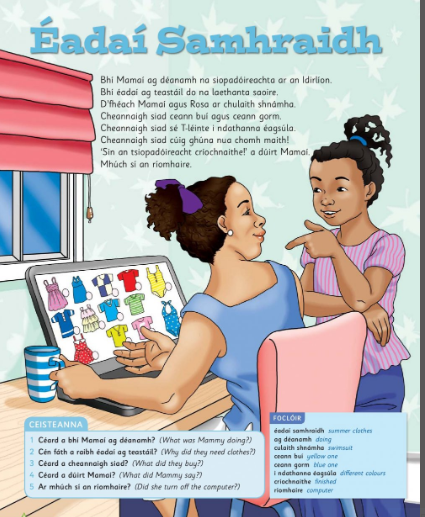 Éadaí Samhraidh
Bhí Mamaí ag déanamh na siopadóireachta ar an Idirlíon.
Bhí éadaí ag teastáil do na laethanta saoire.
D'fhéach Mamaí agus Rosa ar chulaith shnámha.
Cheannaigh siad ceann buí agus ceann gorm.
Cheannaigh siad sé T-léinte i ndathanna éagsúla.
Cheannaigh siad cúig ghúna nua chomh maith!
'Sin an tsiopadóireacht críochnaithe!' a dúirt Mamaí.
Mhúch sí an ríomhaire.
CEISTEANNA
1 Céard a bhí Mamaí ag déanamh? (What was Mammy doing?)
2 Cén fáth a raibh éadaí ag teastáil? (Why did they need clothes?)
3 Céard a cheannaigh siad? (What did they buy?)
4 Céard a dúirt Mamaí? (What did Mammy say?)
5 Ar mhúch sí an ríomhaire? (Did she turn off the computer?)
FOCLÓIR
éadaí samhraidh summer clothes
ag déanamh doing
culaith shnámha swimsuit
ceann buí yellow one
ceann gorm blue one
i ndathanna éagsúla different colours
críochnaithe finished
ríomhaire computer